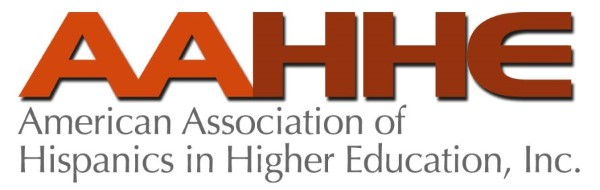 AAHHE
American Association of
Hispanics in Higher Education, Inc.